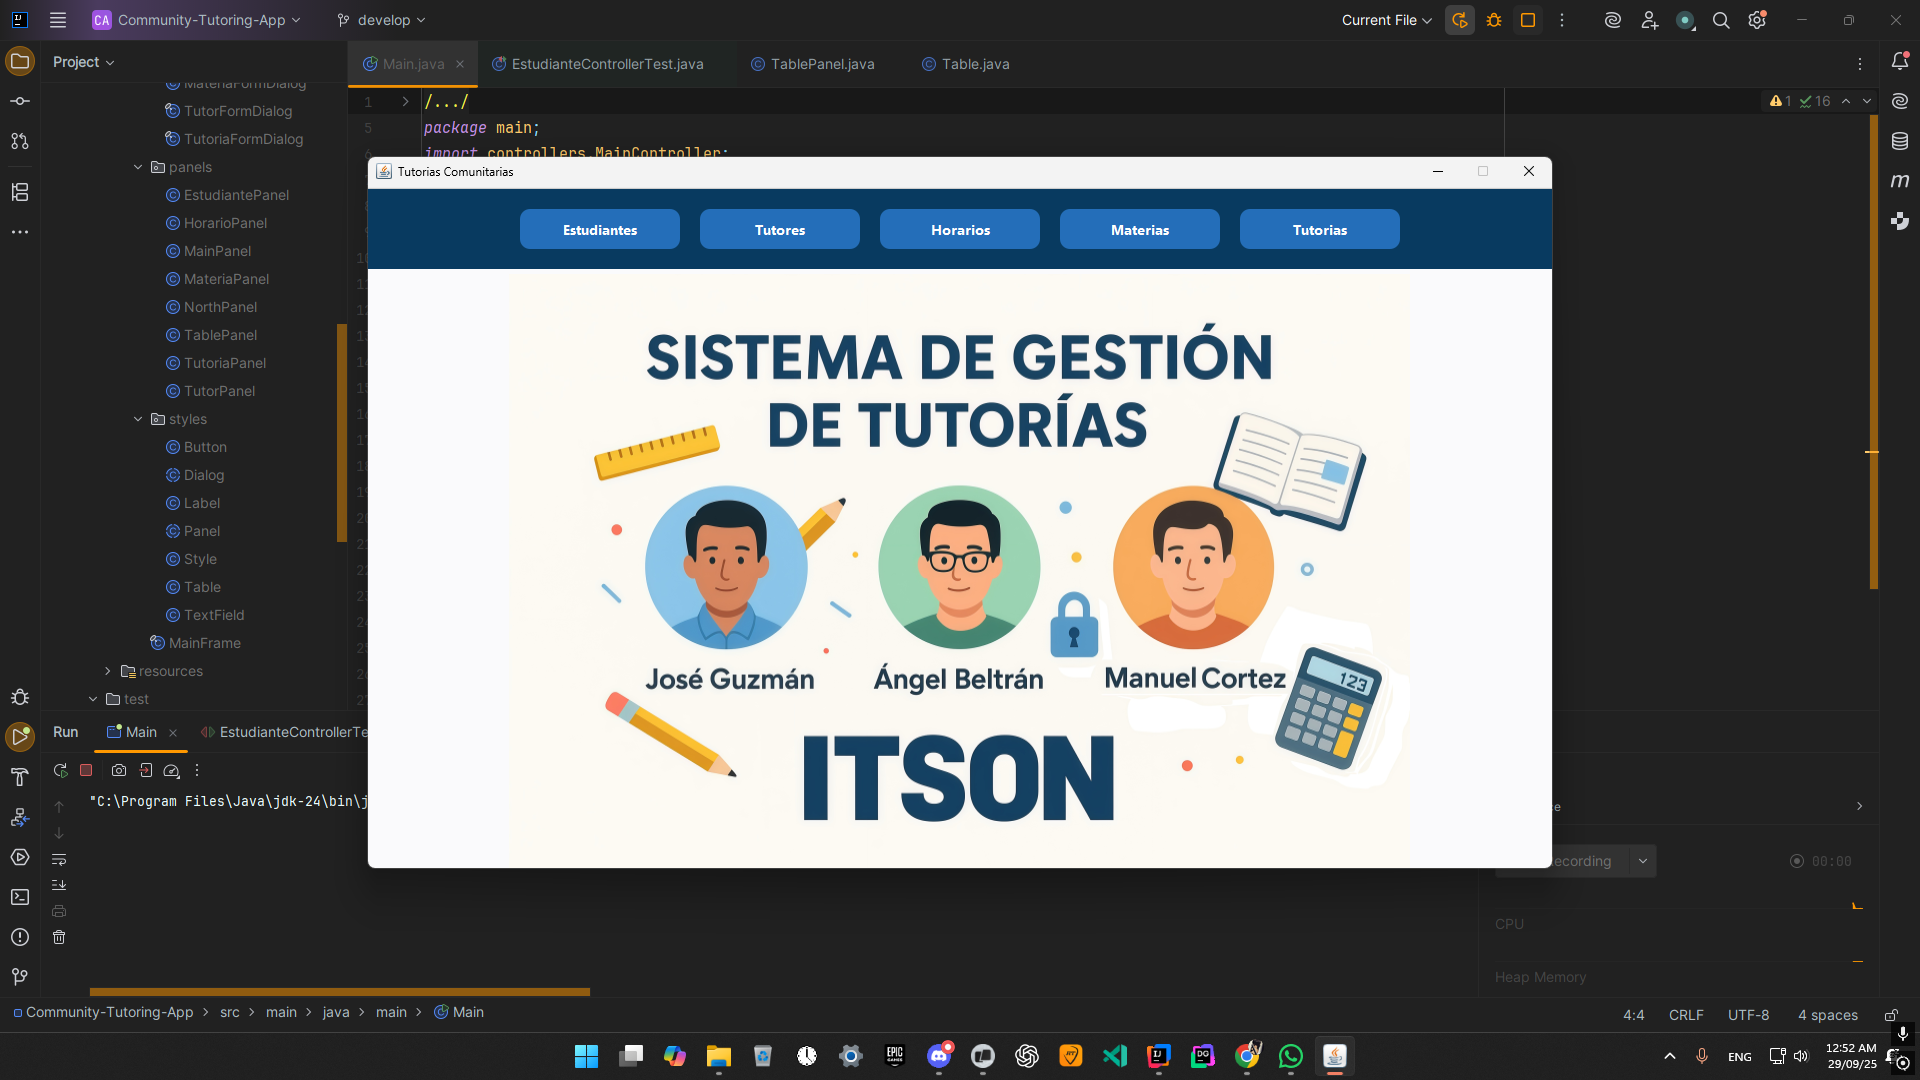 CA Community-Tutoring-App
develop
Current File
Project
Main.java
EstudianteControllerTest.java
TablePanel.java
Table.java
MateriaFormDialog
TutorFormDialog
TutoriaFormDialog
panels
EstudiantePanel
HorarioPanel
MainPanel
MateriaPanel
NorthPanel
TablePanel
TutoriaPanel
TutorPanel
styles
Button
Dialog
Label
Panel
Style
Table
TextField
MainFrame
resources
test
1 /.../
5 package main;
6 import controllers.MainController;
1 16
Tutorias Comunitarias
Estudiantes
Tutores
Horarios
Materias
Tutorias
SISTEMA DE GESTIÓN
DE TUTORÍAS
José Guzmán
Ángel Beltrán
Manuel Cortez
123
ITSON
Run
Main
EstudianteControllerTe
"C:\Program Files\Java\jdk-24\bin\j
ce
ecording
00:00
CPU
Heap Memory
Community-Tutoring-App > src > main > java > main > Main
4:4
CRLF
UTF-8
4 spaces
EPIC GAMES
ENG
12:52 AM
29/09/25